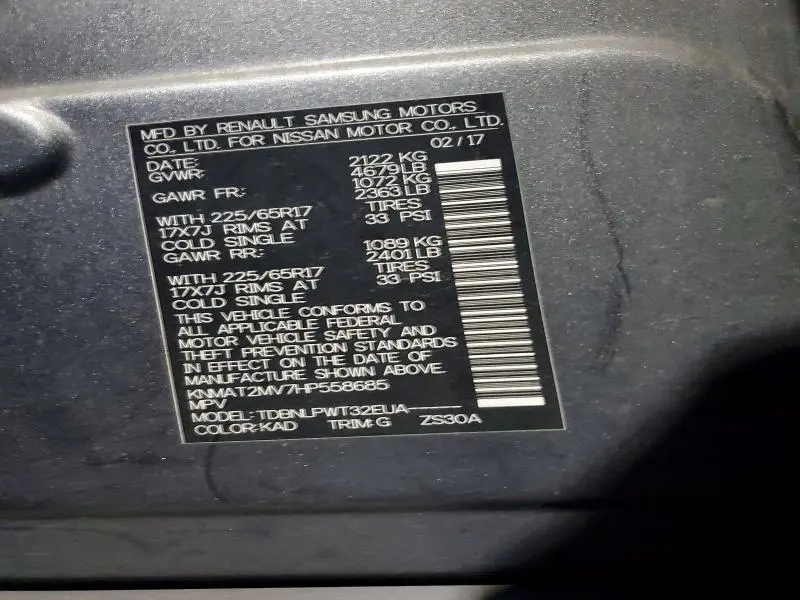 MFD BY RENAULT SAMSUNG MOTORS
CO., LTD. FOR NISSAN MOTOR CO., LTD.
DATE: 02/17
GVWR: 2122 KG
4679 LB
GAWR FR: 1072 KG
2363 LB
WITH 225/65R17 TIRES
17X7J RIMS AT 33 PSI
COLD SINGLE
GAWR RR: 1089 KG
2401 LB
WITH 225/65R17 TIRES
17X7J RIMS AT 33 PSI
COLD SINGLE
THIS VEHICLE CONFORMS TO
ALL APPLICABLE FEDERAL
MOTOR VEHICLE SAFETY AND
THEFT PREVENTION STANDARDS
IN EFFECT ON THE DATE OF
MANUFACTURE SHOWN ABOVE.
KNMAT2MV7HP558685
MPV
MODEL: TDBNLPWT32EUA-------
COLOR: KAD TRIM: G ZS30A